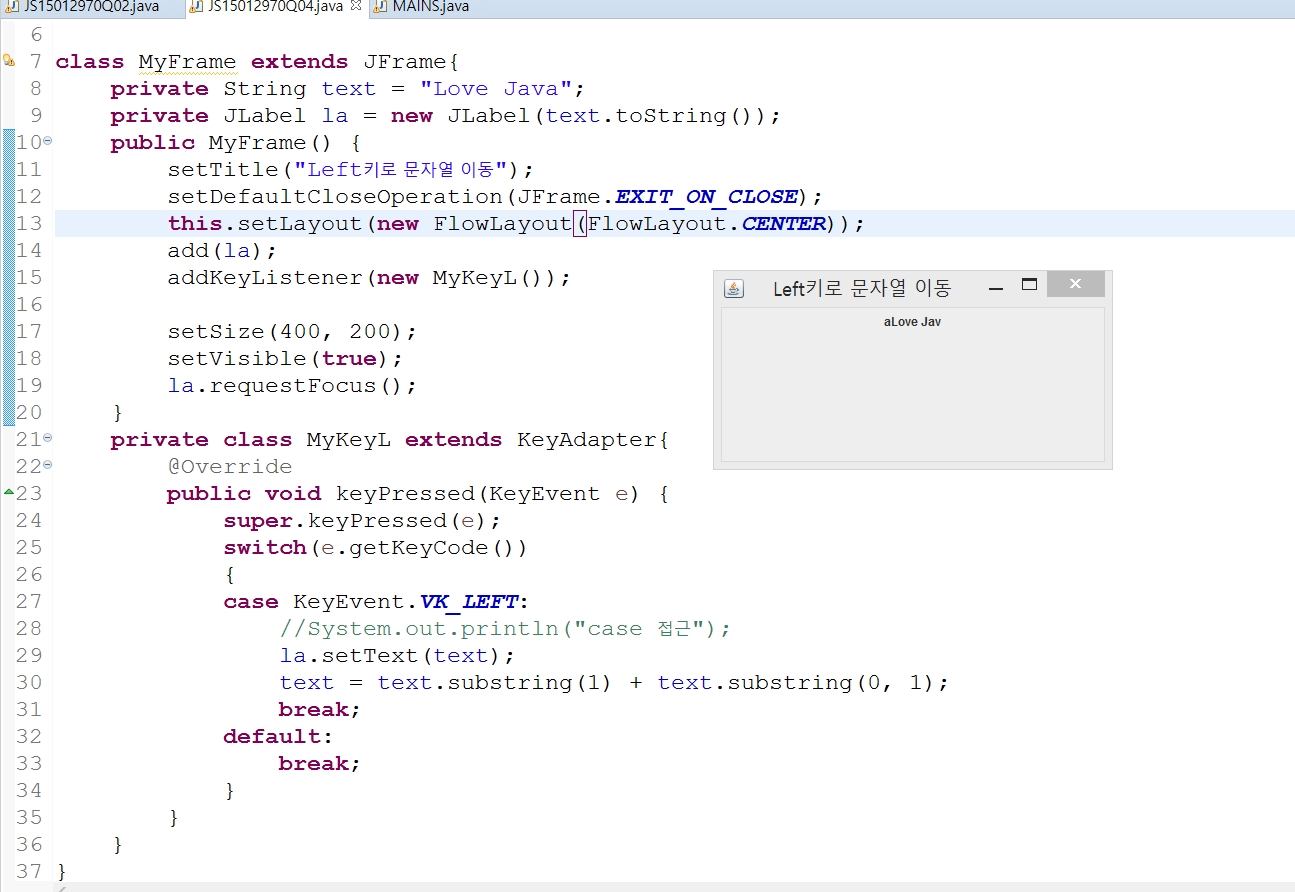 JS15012970Q02.java JS15012970Q04.java MAINS.java
6
7 class MyFrame extends JFrame{
8 private String text = "Love Java";
9 private JLabel la = new JLabel(text.toString());
10 public MyFrame() {
11 setTitle("Left키로 문자열 이동");
12 setDefaultCloseOperation(JFrame.EXIT_ON_CLOSE);
13 this.setLayout(new FlowLayout(FlowLayout.CENTER));
14 add(la);
15 addKeyListener(new MyKeyL());
16
17 setSize(400, 200);
18 setVisible(true);
19 la.requestFocus();
20 }
21 private class MyKeyL extends KeyAdapter{
22 @Override
23 public void keyPressed(KeyEvent e) {
24 super.keyPressed(e);
25 switch(e.getKeyCode())
26 {
27 case KeyEvent.VK_LEFT:
28 //System.out.println("case 접근");
29 la.setText(text);
30 text = text.substring(1) + text.substring(0, 1);
31 break;
32 default:
33 break;
34 }
35 }
36 }
37 }
Left키로 문자열 이동
aLove Jav